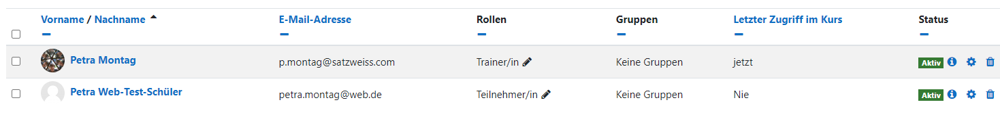 Vorname / Nachname E-Mail-Adresse Rollen Gruppen Letzter Zugriff im Kurs Status
Petra Montag p.montag@satzweiss.com Trainer/in Keine Gruppen jetzt Aktiv
Petra Web-Test-Schüler petra.montag@web.de Teilnehmer/in Keine Gruppen Nie Aktiv